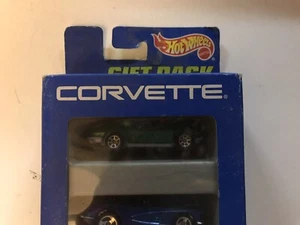 HOT WHEELS
GIFT PACK
CORVETTE